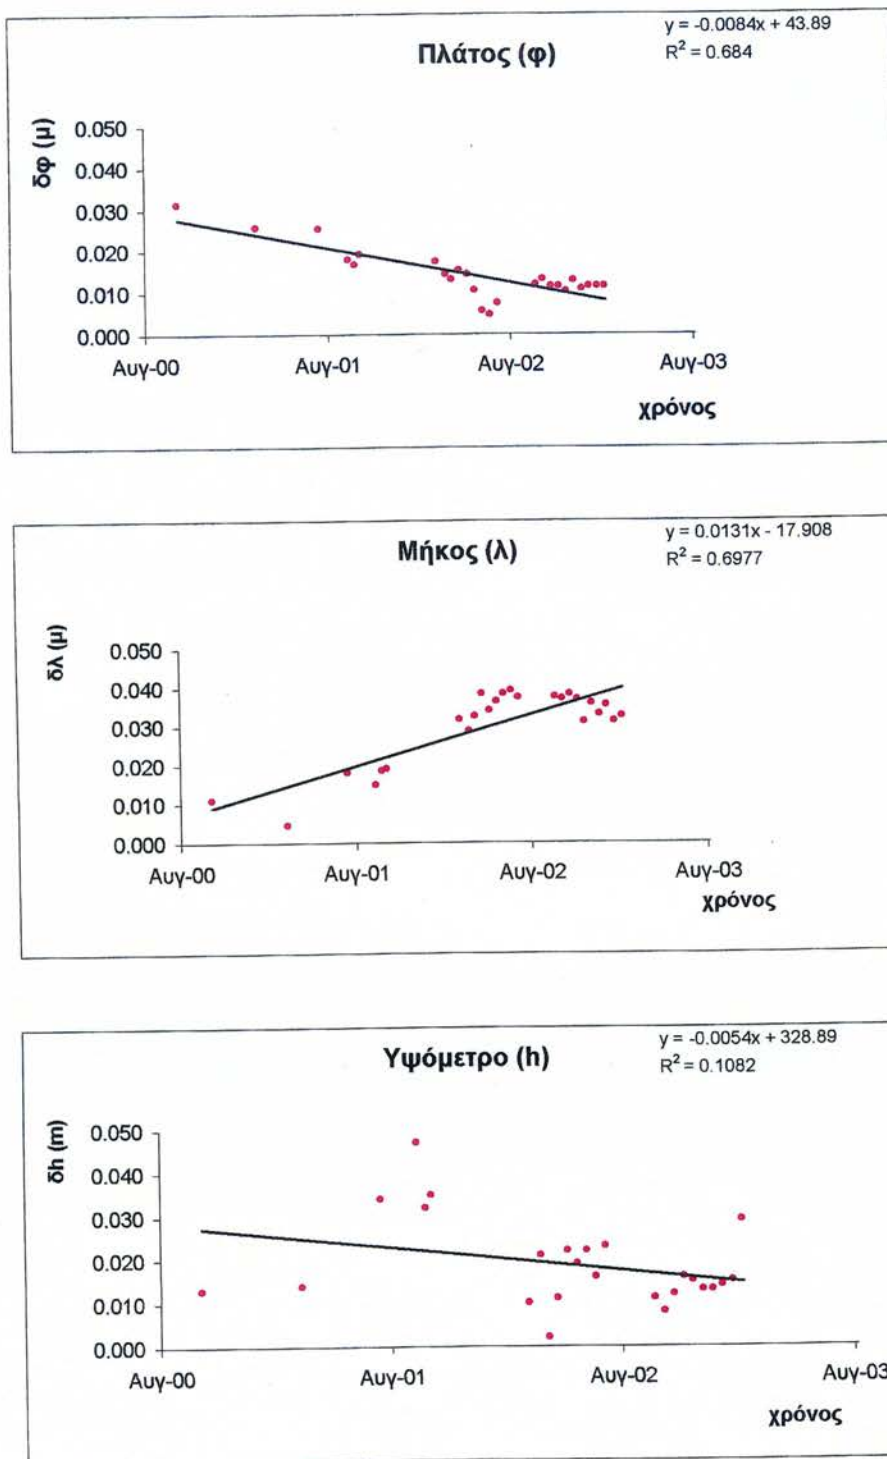 y = -0.0084x + 43.89
R² = 0.684
Πλάτος (φ)
δφ (μ)
0.050
0.040
0.030
0.020
0.010
0.000
Αυγ-00 Αυγ-01 Αυγ-02 Αυγ-03
χρόνος
y = 0.0131x - 17.908
R² = 0.6977
Μήκος (λ)
δλ (μ)
0.050
0.040
0.030
0.020
0.010
0.000
Αυγ-00 Αυγ-01 Αυγ-02 Αυγ-03
χρόνος
y = -0.0054x + 328.89
R² = 0.1082
Υψόμετρο (h)
δh (m)
0.050
0.040
0.030
0.020
0.010
0.000
Αυγ-00 Αυγ-01 Αυγ-02 Αυγ-03
χρόνος